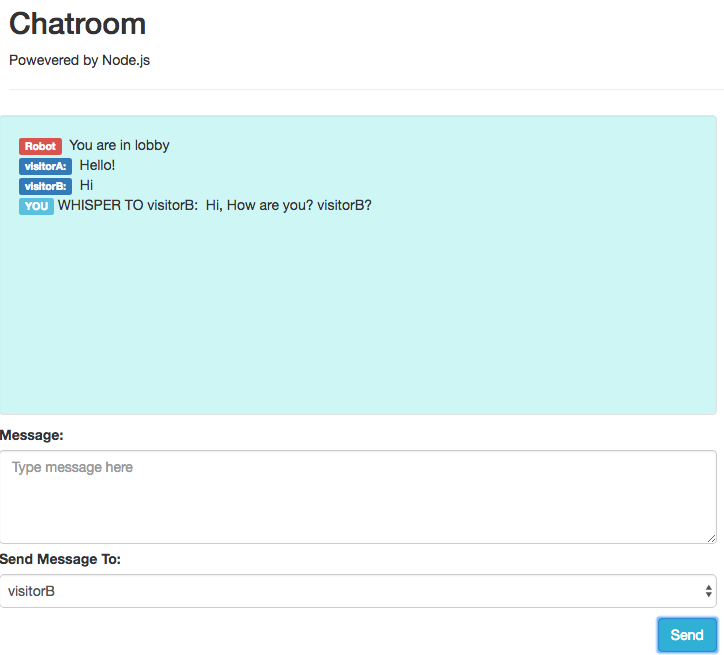 Chatroom
Powevered by Node.js
Robot You are in lobby
visitorA: Hello!
visitorB: Hi
YOU WHISPER TO visitorB: Hi, How are you? visitorB?
Message:
Type message here
Send Message To:
visitorB
Send